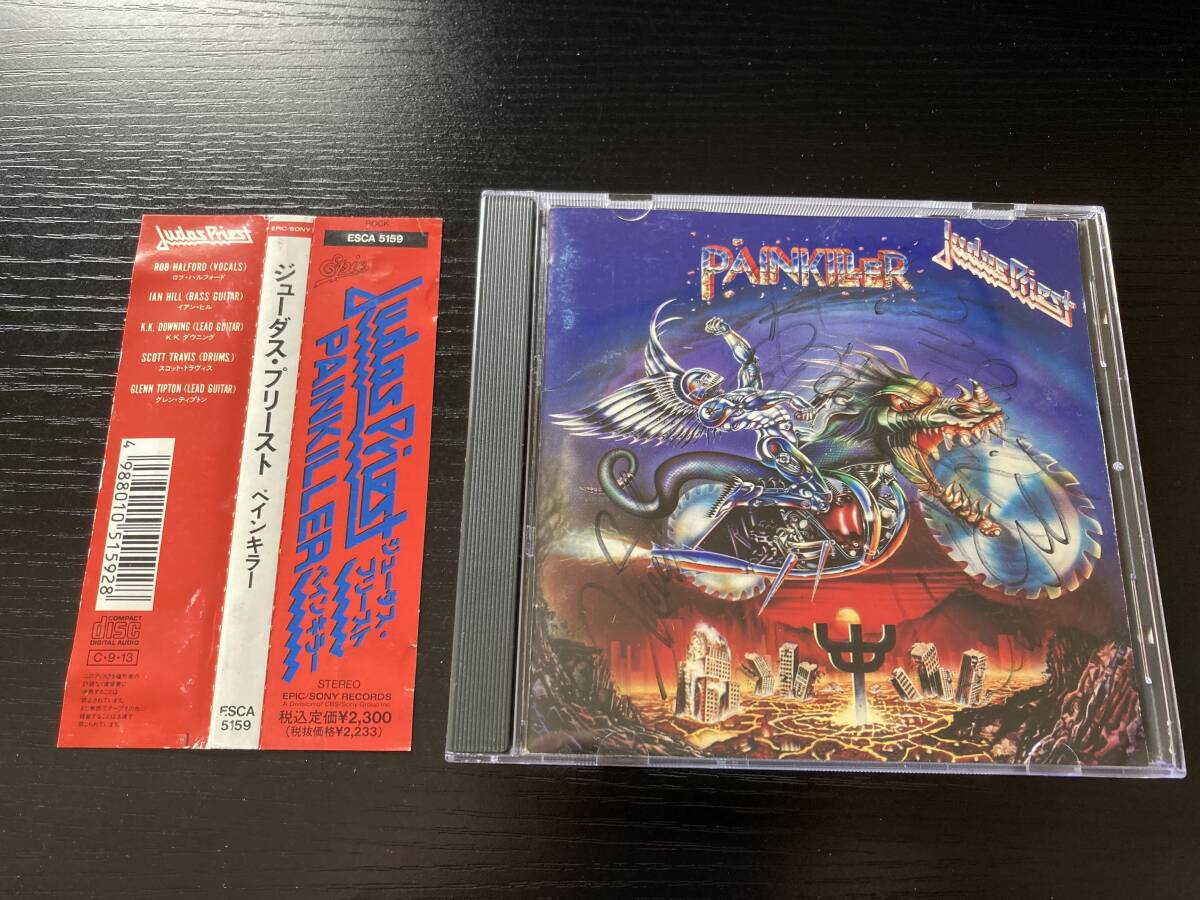 Judas Priest
ROB HALFORD (VOCALS)
ロブ・ハルフォード
IAN HILL (BASS GUITAR)
イアン・ヒル
K.K. DOWNING (LEAD GUITAR)
K.K. ダウニング
SCOTT TRAVIS (DRUMS)
スコット・トラヴィス
GLENN TIPTON (LEAD GUITAR)
グレン・ティプトン
4 988010 515928
COMPACT
disc
DIGITAL AUDIO
C・9・13
EPIC/SONY
ジューダス・プリースト ペインキラー
ESCA
5159
ROCK
ESCA 5159
Epic
Judas Priest
PAINKILLER
ジューダス・
プリースト
ペインキラー
STEREO
EPIC/SONY RECORDS
A Division of CBS/Sony Group Inc.
税込定価¥2,300
(税抜価格¥2,233)
PAINKILLER
Judas Priest